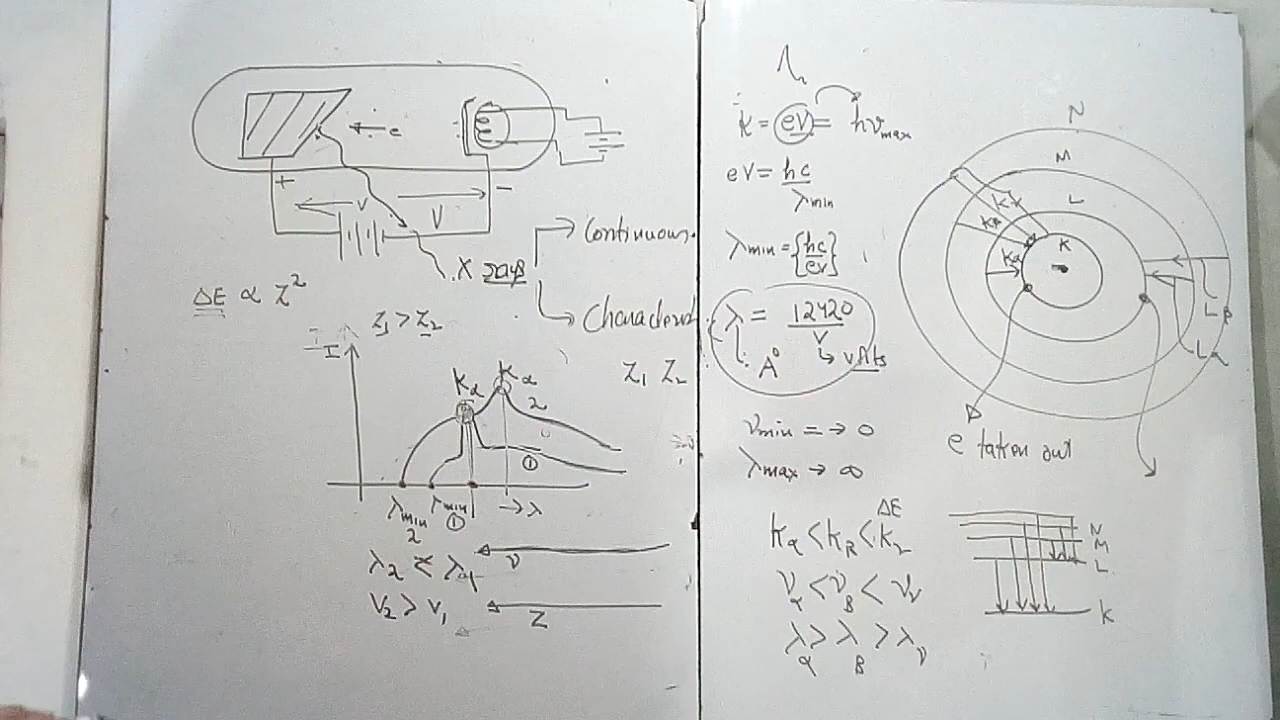 e
+
-
V
V
X rays
Continuous.
ΔE ∝ Z²
Z₁ > Z₂
I
Kα
Kα
2
①
Z₁ Z₂
λmin 2
λmin ①
→ λ
λ₂ < λ₁
ν
V₂ > V₁
Z
K = eV = hνmax
eV = hc/λmin
λmin = {hc/eV}
λ = 12420/V
A° volts
νmin = → 0
λmax → ∞
ΔE
Kα < Kβ < Kγ
να < νβ < νγ
λα > λβ > λγ
N
M
L
K
Kγ
Kβ
Kα
Lβ
Lα
e taken out
N
M
L
K